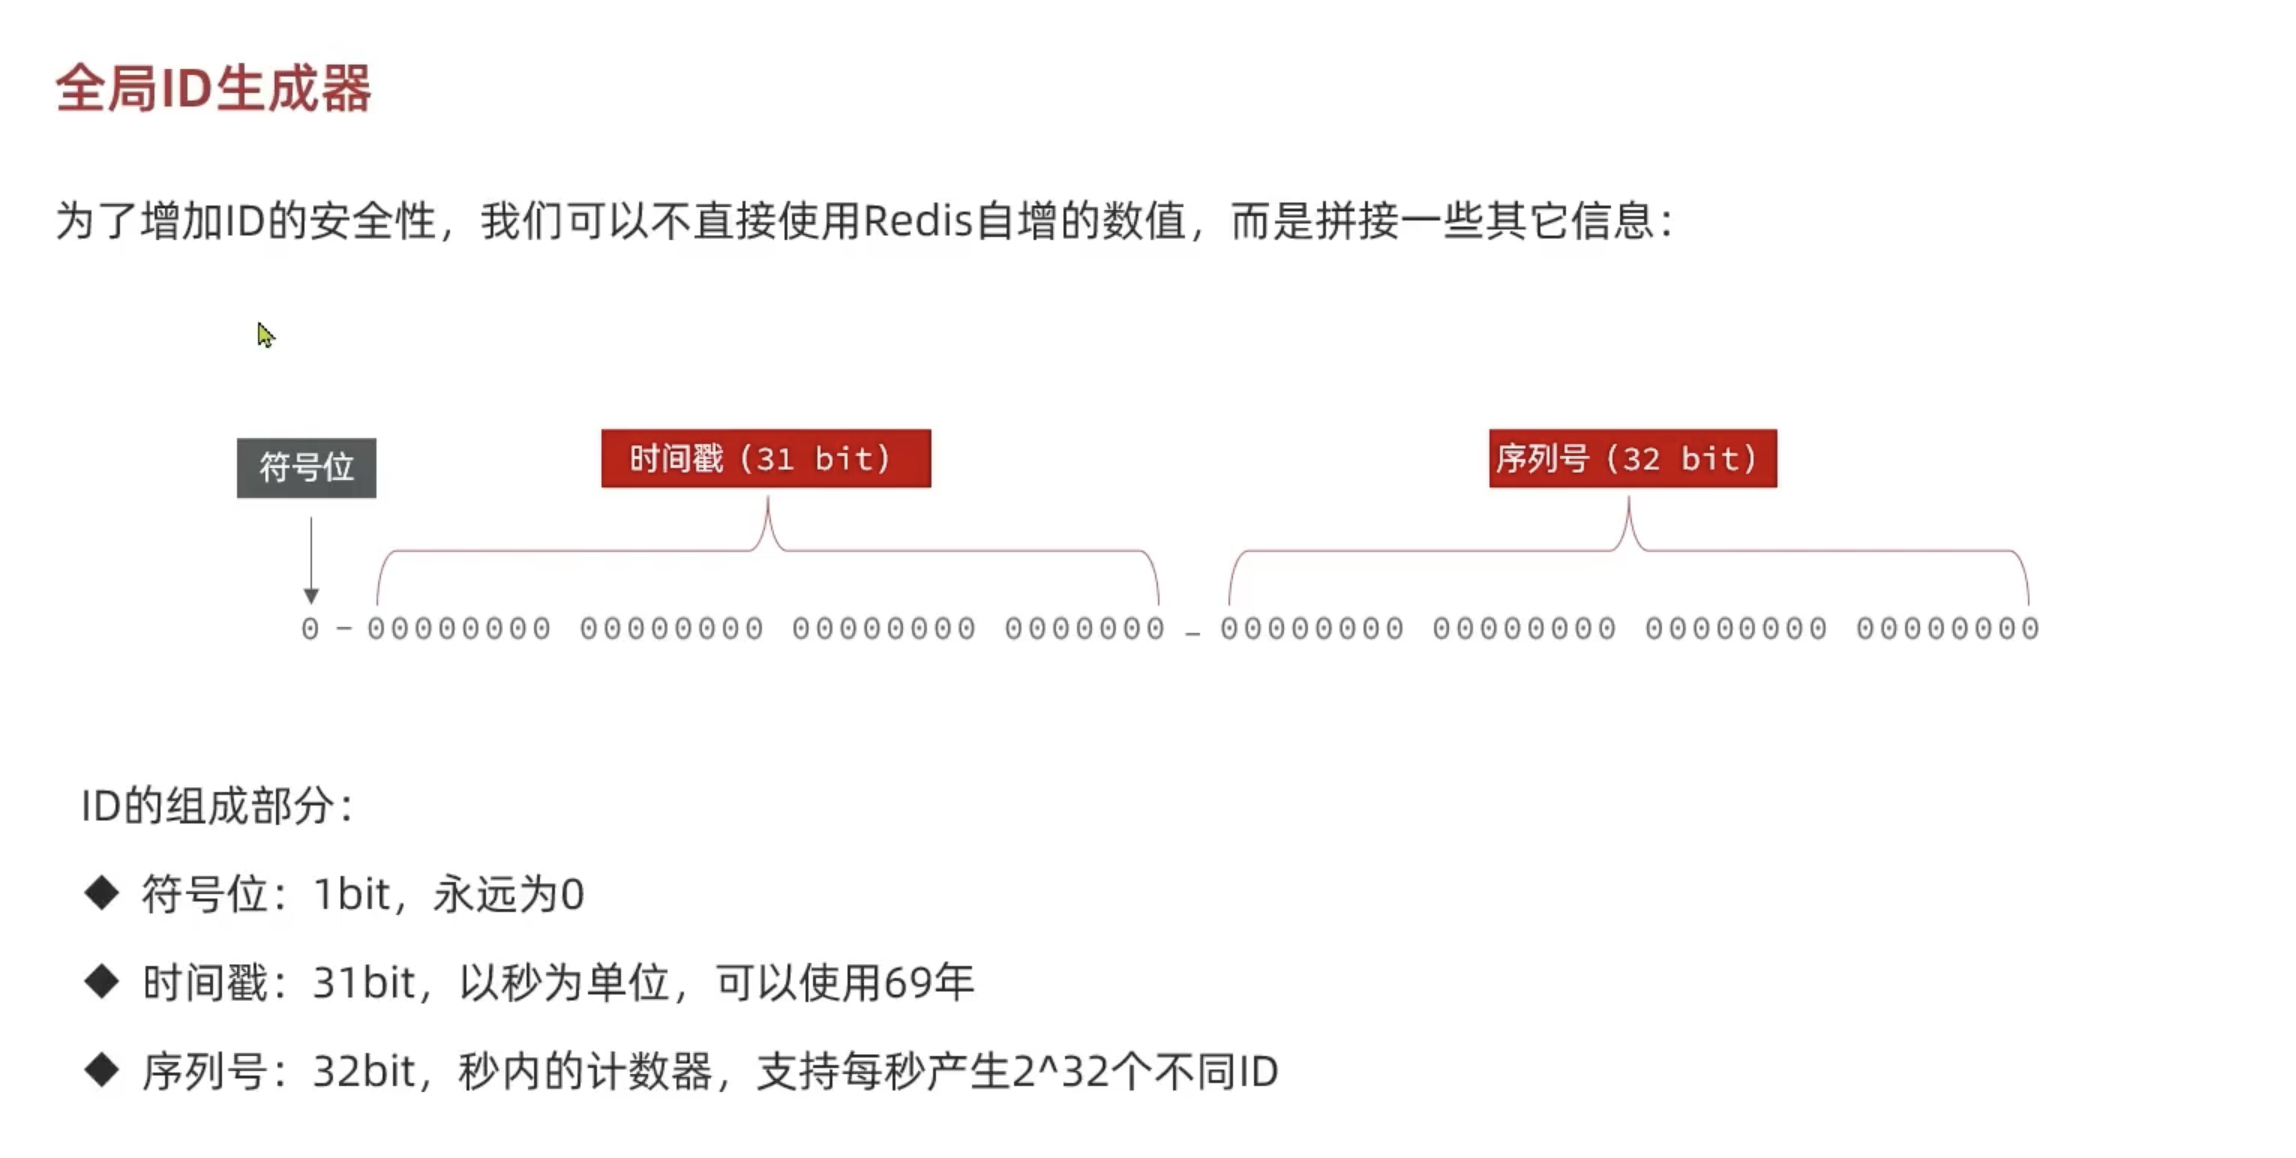 全局ID生成器
为了增加ID的安全性，我们可以不直接使用Redis自增的数值，而是拼接一些其它信息：
符号位
时间戳（31 bit）
序列号（32 bit）
0 - 00000000 00000000 00000000 0000000 - 00000000 00000000 00000000 00000000
ID的组成部分：
◆ 符号位：1bit，永远为0
◆ 时间戳：31bit，以秒为单位，可以使用69年
◆ 序列号：32bit，秒内的计数器，支持每秒产生2^32个不同ID